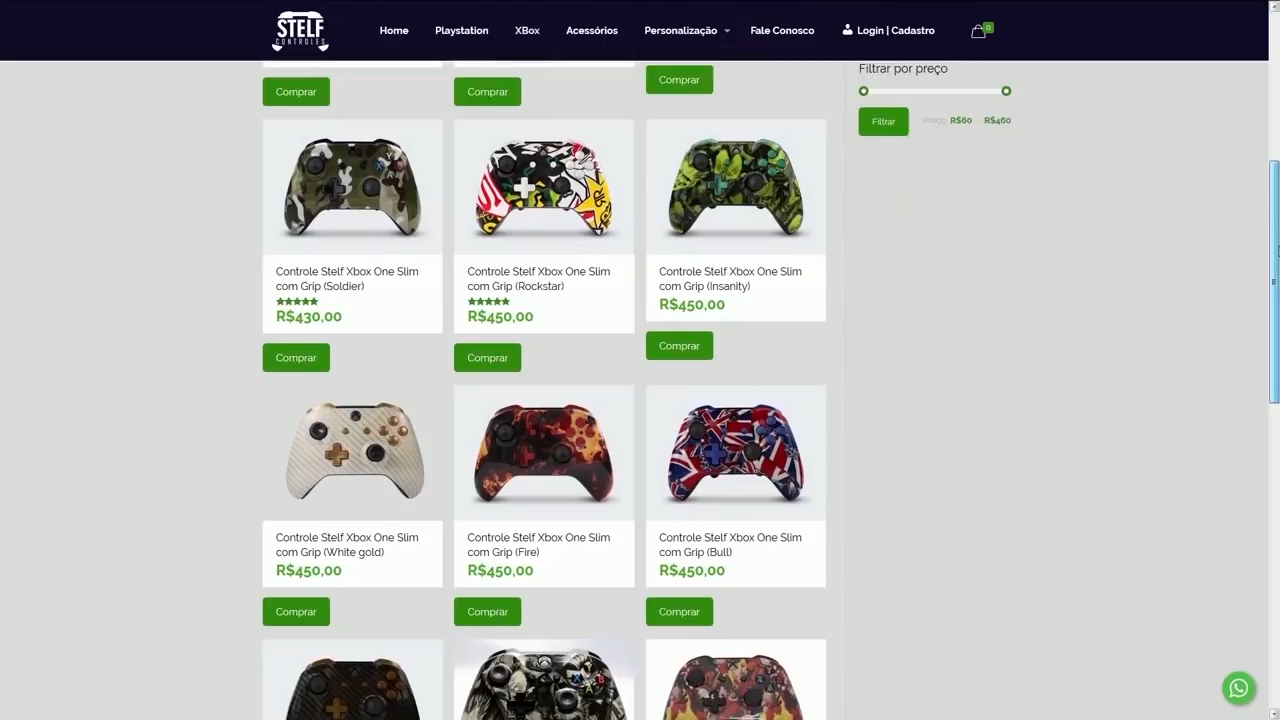 STELF
CONTROLES
Home
Playstation
XBox
Acessórios
Personalização
Fale Conosco
Login | Cadastro
0
Comprar
Comprar
Comprar
Filtrar por preço
Filtrar
Preço R$60 R$460
Controle Stelf Xbox One Slim
com Grip (Soldier)
R$430,00
Comprar
Controle Stelf Xbox One Slim
com Grip (Rockstar)
R$450,00
Comprar
Controle Stelf Xbox One Slim
com Grip (Insanity)
R$450,00
Comprar
Controle Stelf Xbox One Slim
com Grip (White gold)
R$450,00
Comprar
Controle Stelf Xbox One Slim
com Grip (Fire)
R$450,00
Comprar
Controle Stelf Xbox One Slim
com Grip (Bull)
R$450,00
Comprar